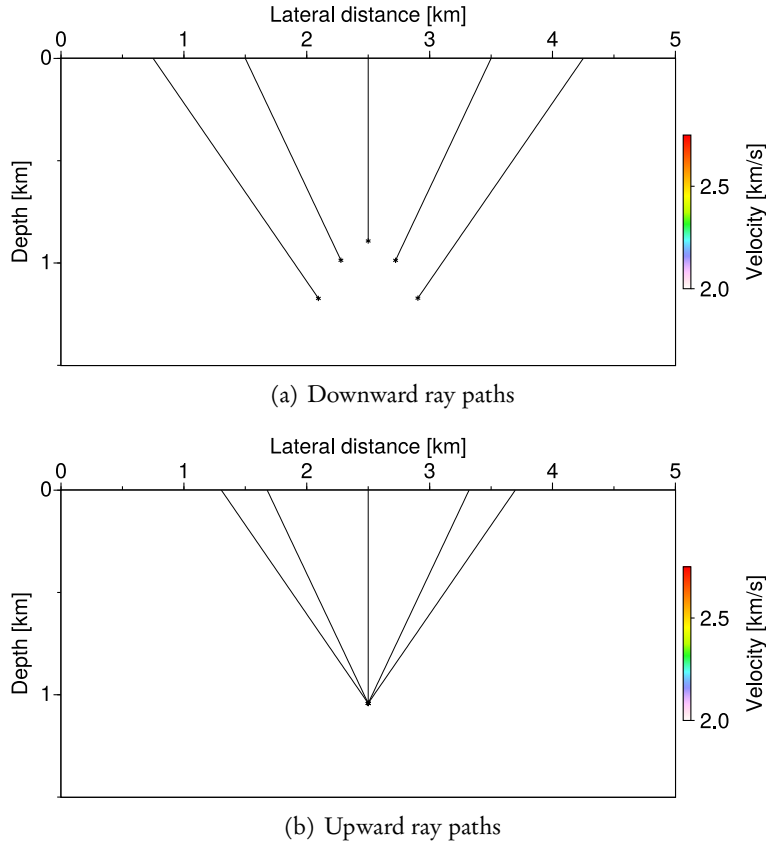 Lateral distance [km]
0 1 2 3 4 5
0
Depth [km]
1
2.5
2.0
Velocity [km/s]
(a) Downward ray paths
Lateral distance [km]
0 1 2 3 4 5
0
Depth [km]
1
2.5
2.0
Velocity [km/s]
(b) Upward ray paths